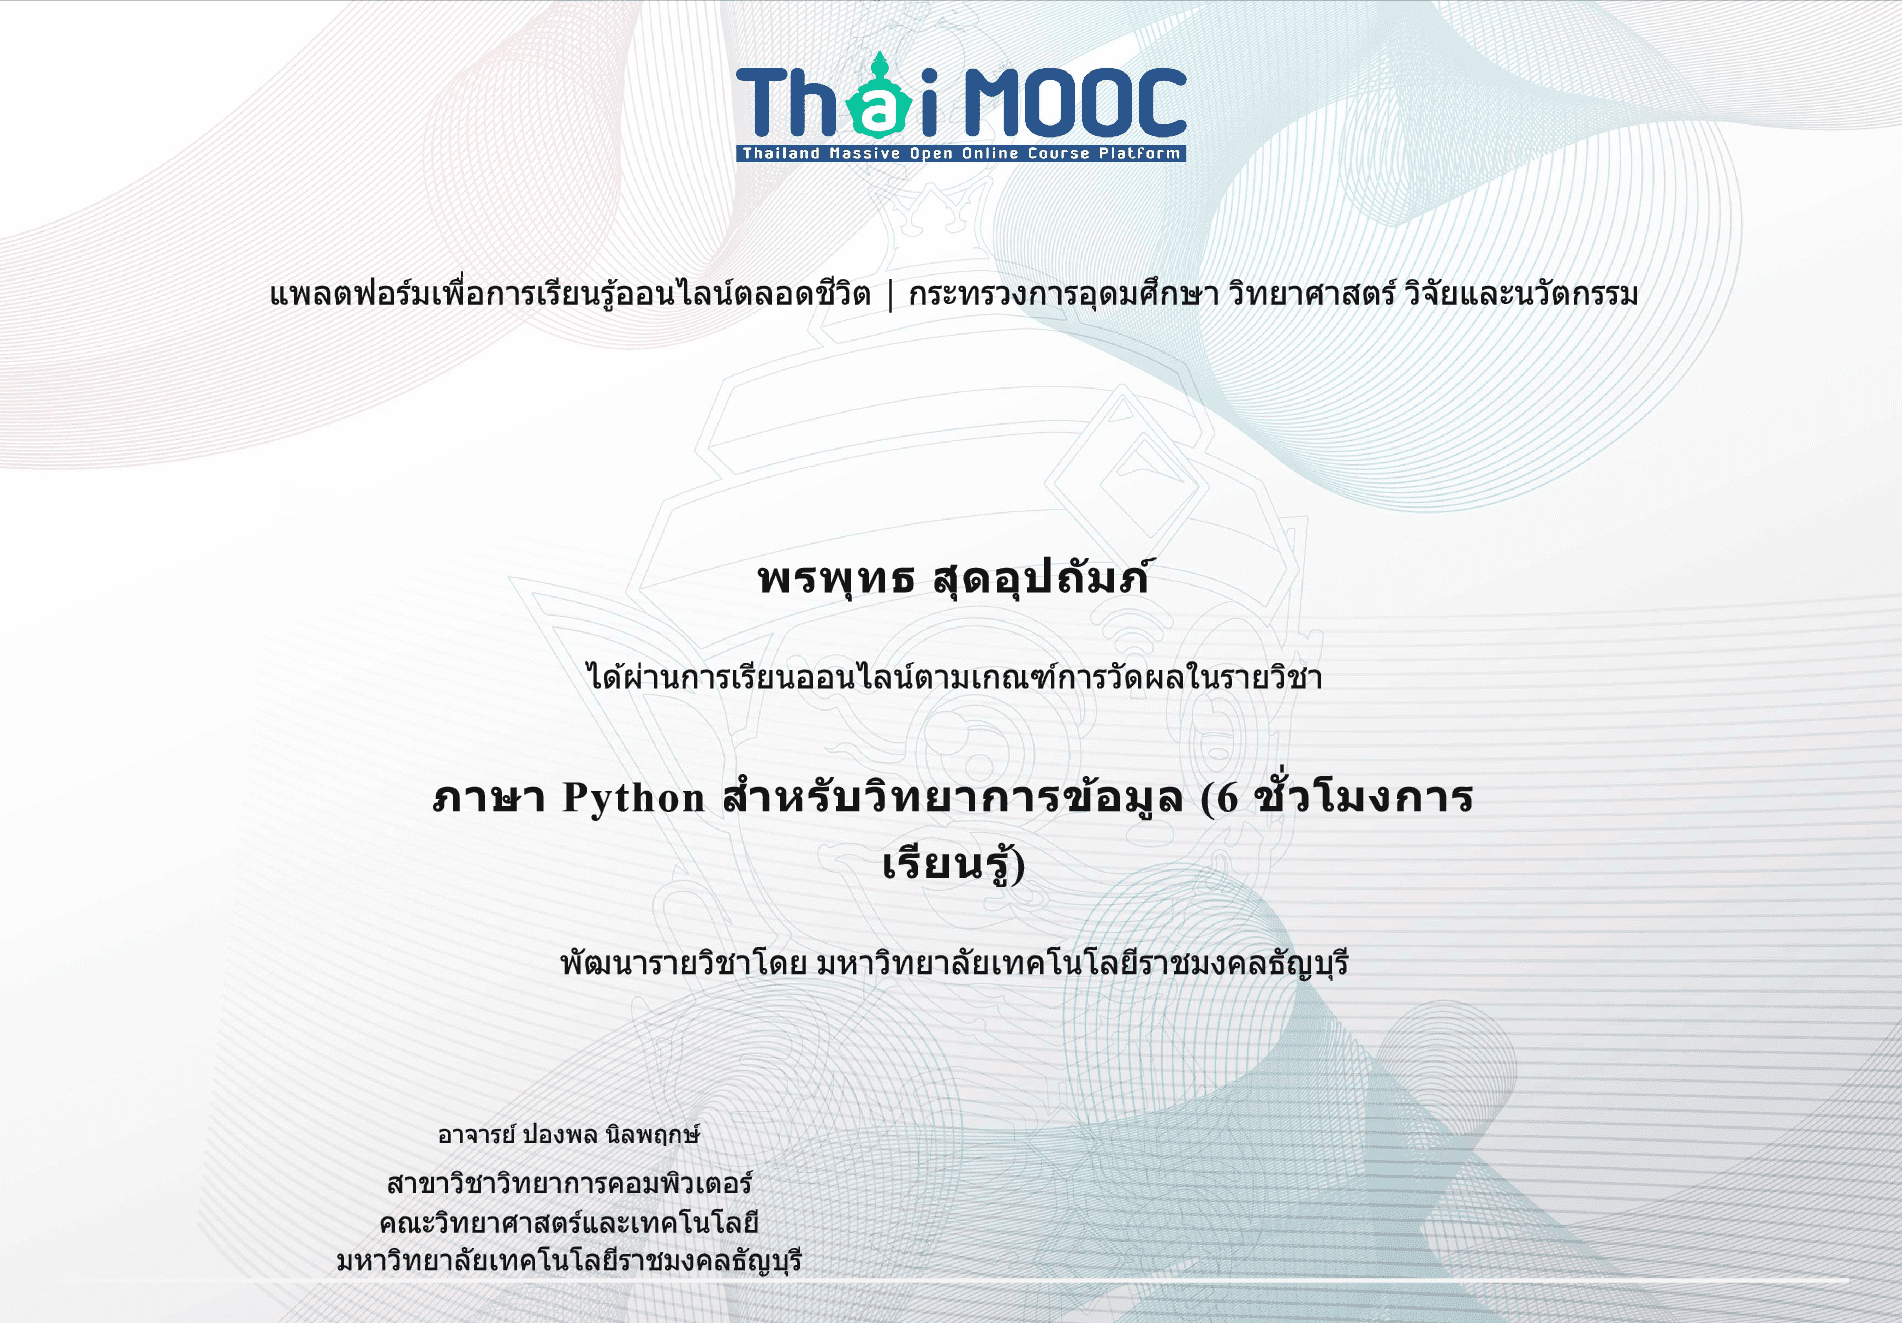 Thai MOOC
Thailand Massive Open Online Course Platform
แพลตฟอร์มเพื่อการเรียนรู้ออนไลน์ตลอดชีวิต | กระทรวงการอุดมศึกษา วิทยาศาสตร์ วิจัยและนวัตกรรม
พรพุทธ สุดอุปถัมภ์
ได้ผ่านการเรียนออนไลน์ตามเกณฑ์การวัดผลในรายวิชา
ภาษา Python สำหรับวิทยาการข้อมูล (6 ชั่วโมงการ
เรียนรู้)
พัฒนารายวิชาโดย มหาวิทยาลัยเทคโนโลยีราชมงคลธัญบุรี
อาจารย์ ปองพล นิลพฤกษ์
สาขาวิชาวิทยาการคอมพิวเตอร์
คณะวิทยาศาสตร์และเทคโนโลยี
มหาวิทยาลัยเทคโนโลยีราชมงคลธัญบุรี